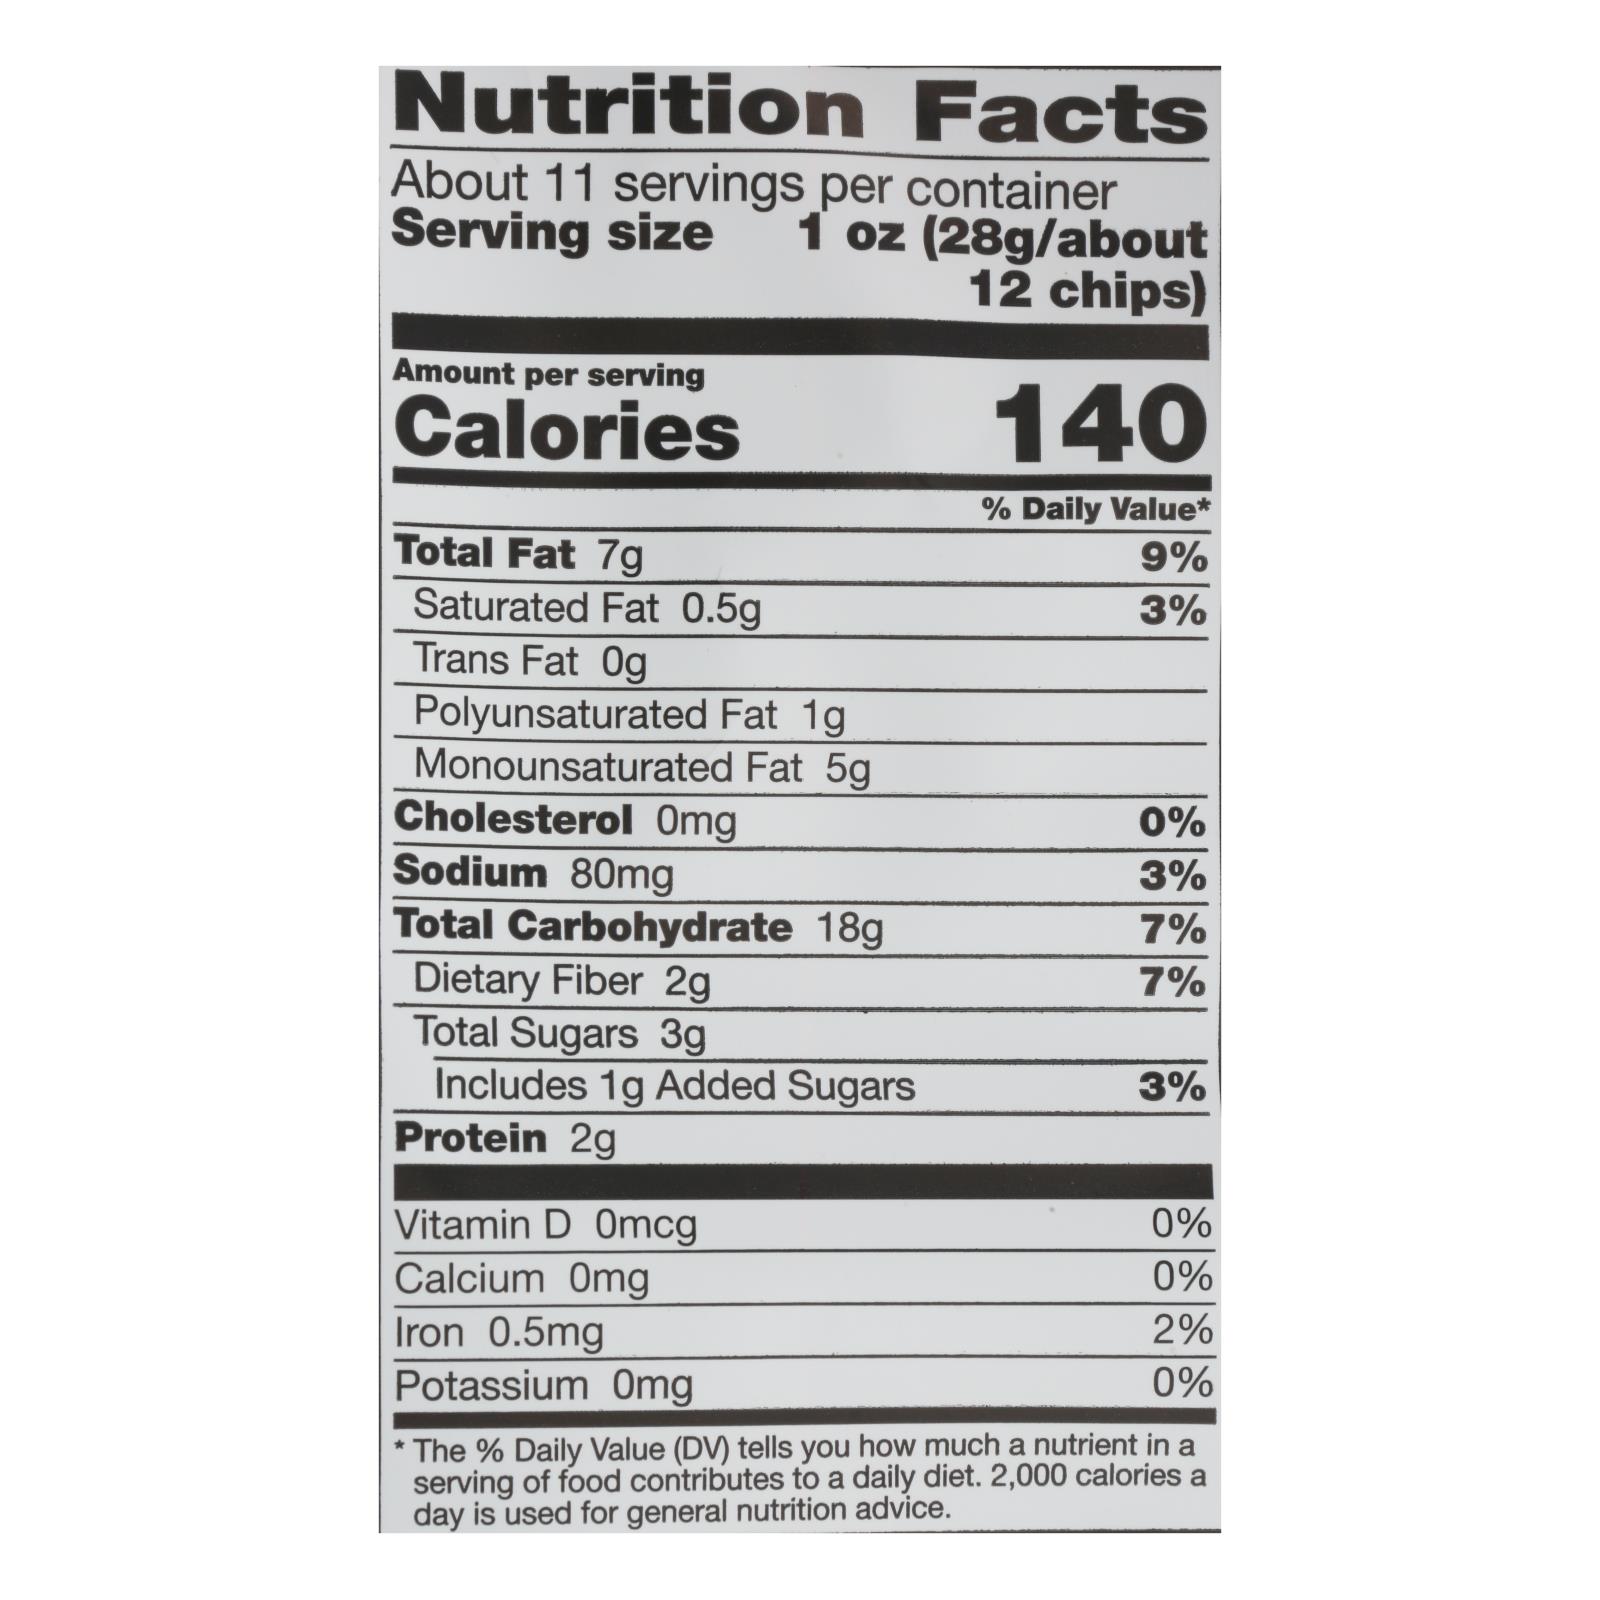 Nutrition Facts
About 11 servings per container
Serving size 1 oz (28g/about
12 chips)
Amount per serving
Calories 140
% Daily Value*
Total Fat 7g 9%
Saturated Fat 0.5g 3%
Trans Fat 0g
Polyunsaturated Fat 1g
Monounsaturated Fat 5g
Cholesterol 0mg 0%
Sodium 80mg 3%
Total Carbohydrate 18g 7%
Dietary Fiber 2g 7%
Total Sugars 3g
Includes 1g Added Sugars 3%
Protein 2g
Vitamin D 0mcg 0%
Calcium 0mg 0%
Iron 0.5mg 2%
Potassium 0mg 0%
* The % Daily Value (DV) tells you how much a nutrient in a
serving of food contributes to a daily diet. 2,000 calories a
day is used for general nutrition advice.